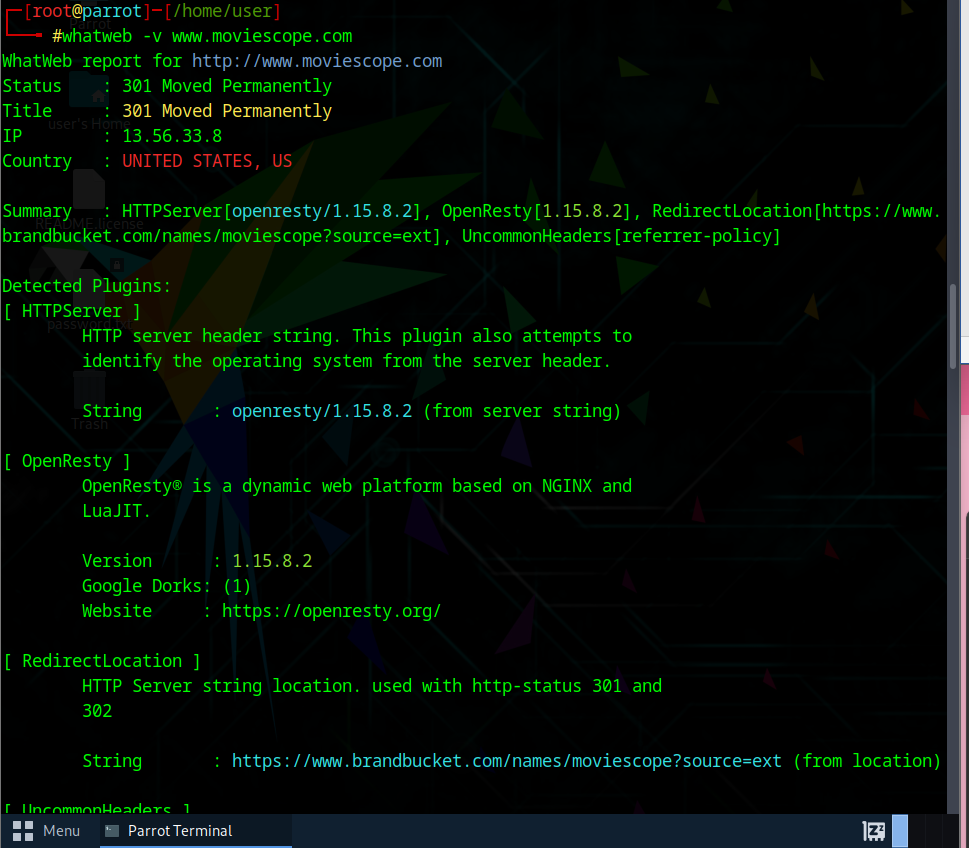 [root@parrot]─[/home/user]
#whatweb -v www.moviescope.com
WhatWeb report for http://www.moviescope.com
Status : 301 Moved Permanently
Title : 301 Moved Permanently
IP : 13.56.33.8
Country : UNITED STATES, US
Summary : HTTPServer[openresty/1.15.8.2], OpenResty[1.15.8.2], RedirectLocation[https://www.
brandbucket.com/names/moviescope?source=ext], UncommonHeaders[referrer-policy]
Detected Plugins:
[ HTTPServer ]
HTTP server header string. This plugin also attempts to
identify the operating system from the server header.
String : openresty/1.15.8.2 (from server string)
[ OpenResty ]
OpenResty® is a dynamic web platform based on NGINX and
LuaJIT.
Version : 1.15.8.2
Google Dorks: (1)
Website : https://openresty.org/
[ RedirectLocation ]
HTTP Server string location. used with http-status 301 and
302
String : https://www.brandbucket.com/names/moviescope?source=ext (from location)
[ UncommonHeaders ]
user's Home
Trash
Menu
Parrot Terminal